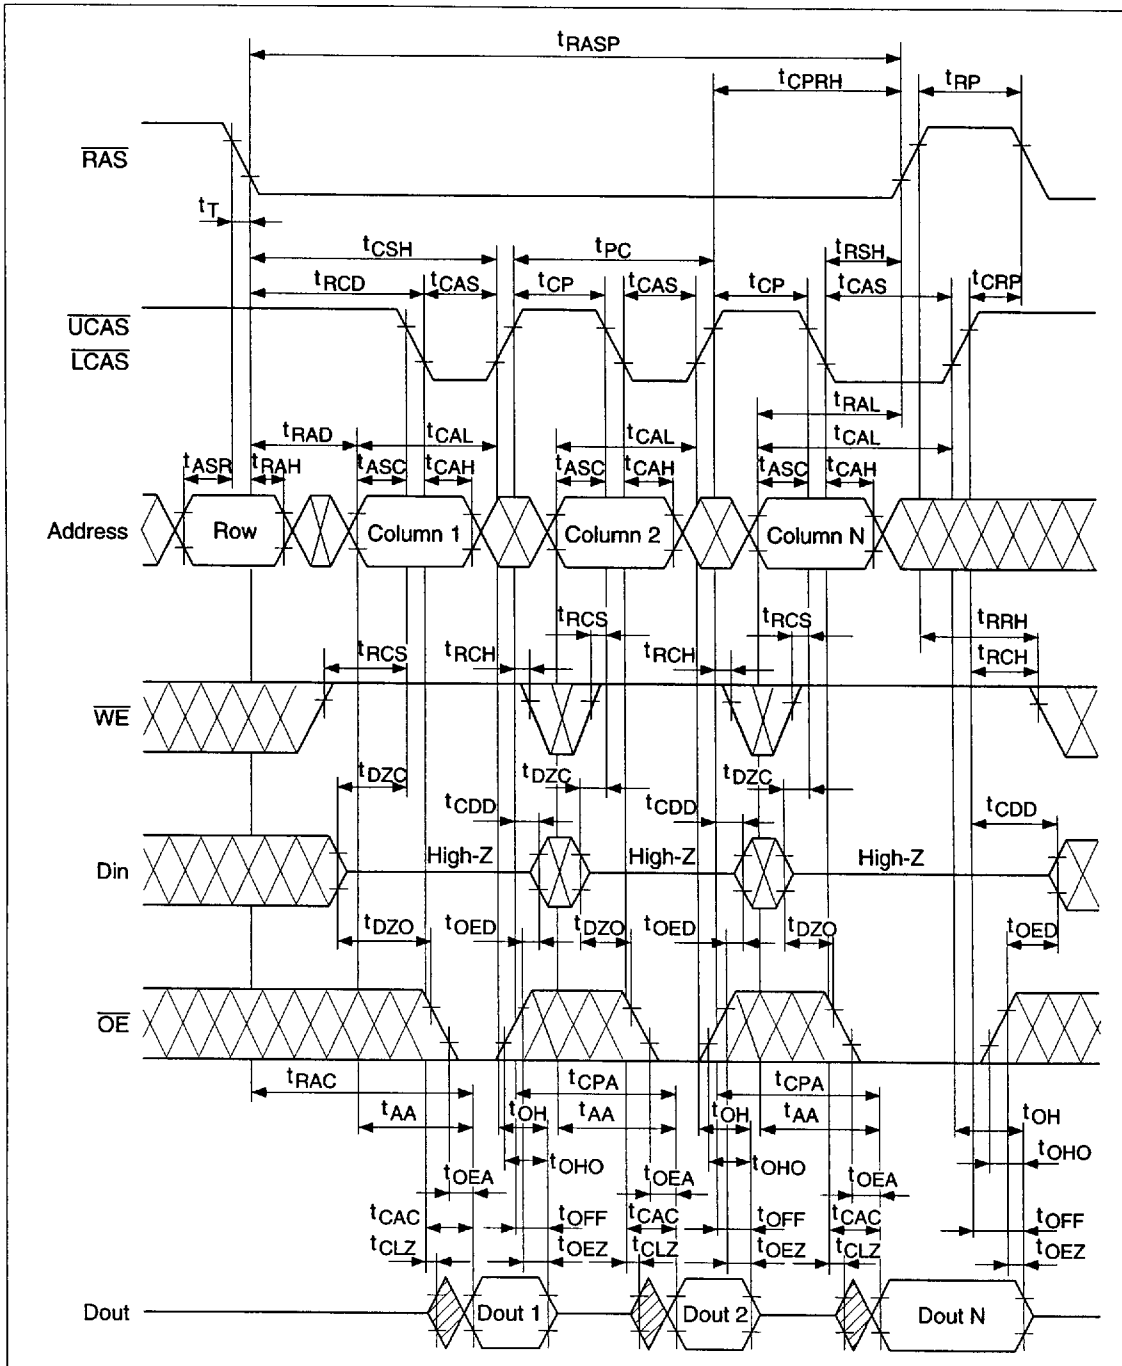 tRASP
tCPRH
tRP
RAS
tT
tCSH
tPC
tRSH
tRCD
tCAS
tCP
tCAS
tCP
tCAS
tCRP
UCAS
LCAS
tRAL
tRAD
tCAL
tCAL
tCAL
tASR
tRAH
tASC
tCAH
tASC
tCAH
tASC
tCAH
Address
Row
Column 1
Column 2
Column N
tRCS
tRCS
tRRH
tRCS
tRCH
tRCH
tRCH
WE
tDZC
tDZC
tDZC
tCDD
tCDD
tCDD
Din
High-Z
High-Z
High-Z
tDZO
tOED
tDZO
tOED
tDZO
tOED
OE
tRAC
tCPA
tCPA
tAA
tOH
tAA
tOH
tAA
tOH
tOHO
tOHO
tOHO
tOEA
tOEA
tOEA
tCAC
tOFF
tCAC
tOFF
tCAC
tOFF
tCLZ
tOEZ
tCLZ
tOEZ
tCLZ
tOEZ
Dout
Dout 1
Dout 2
Dout N